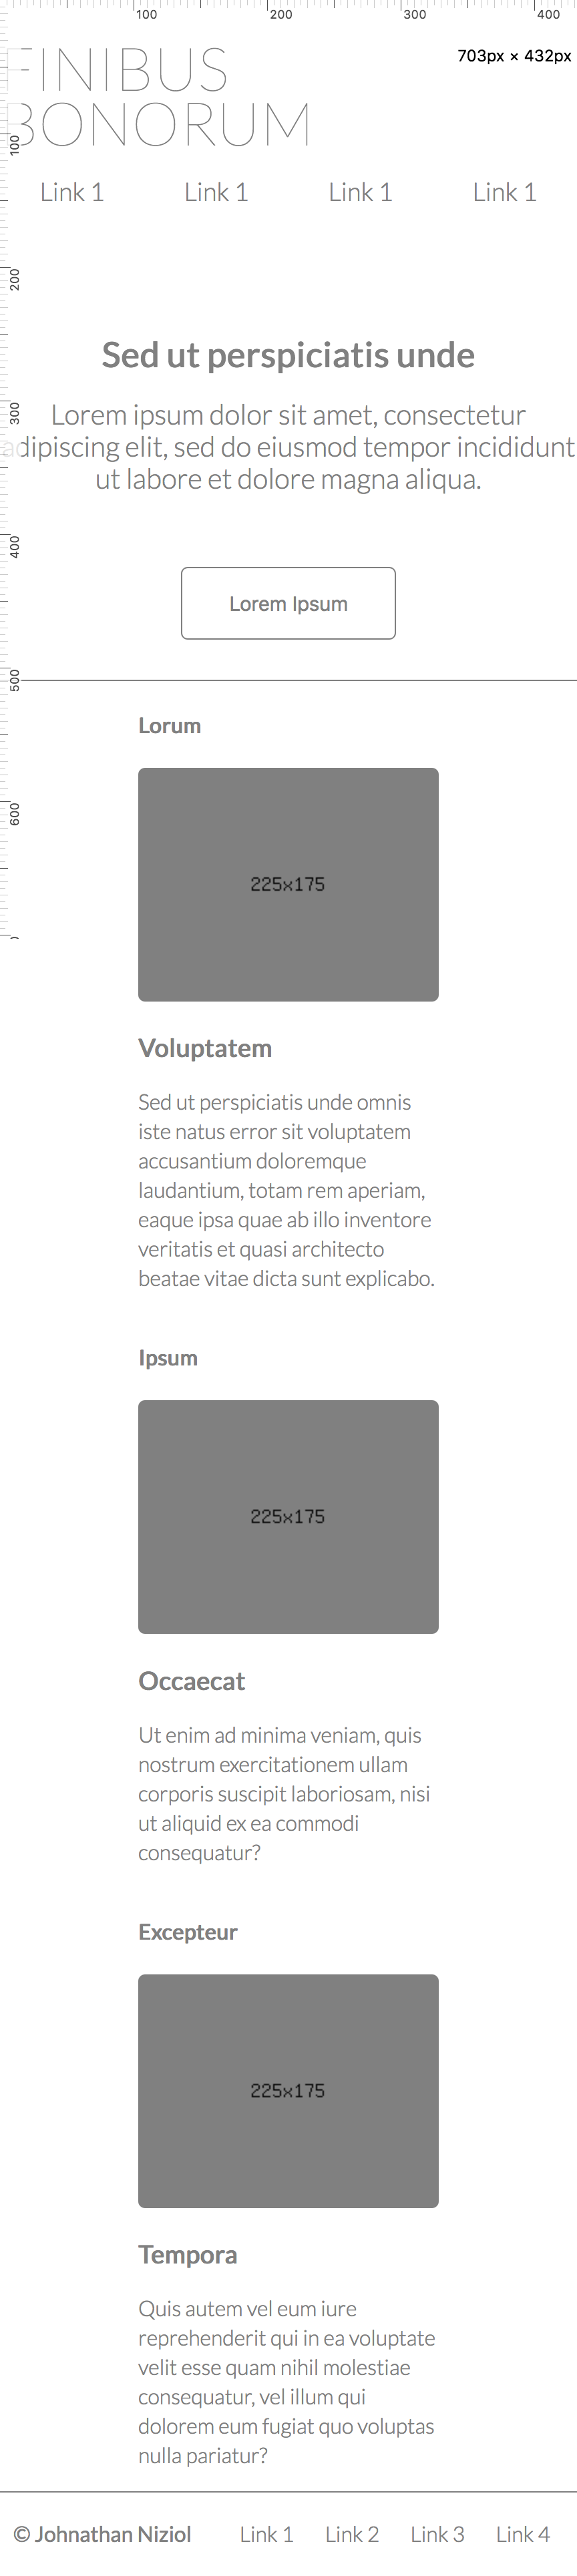 100 200 300 400
703px × 432px
FINIBUS
BONORUM
100
Link 1 Link 1 Link 1 Link 1
200
Sed ut perspiciatis unde
300
Lorem ipsum dolor sit amet, consectetur
adipiscing elit, sed do eiusmod tempor incididunt
ut labore et dolore magna aliqua.
400
Lorem Ipsum
500
Lorum
600
225x175
Voluptatem
Sed ut perspiciatis unde omnis
iste natus error sit voluptatem
accusantium doloremque
laudantium, totam rem aperiam,
eaque ipsa quae ab illo inventore
veritatis et quasi architecto
beatae vitae dicta sunt explicabo.
Ipsum
225x175
Occaecat
Ut enim ad minima veniam, quis
nostrum exercitationem ullam
corporis suscipit laboriosam, nisi
ut aliquid ex ea commodi
consequatur?
Excepteur
225x175
Tempora
Quis autem vel eum iure
reprehenderit qui in ea voluptate
velit esse quam nihil molestiae
consequatur, vel illum qui
dolorem eum fugiat quo voluptas
nulla pariatur?
© Johnathan Niziol Link 1 Link 2 Link 3 Link 4